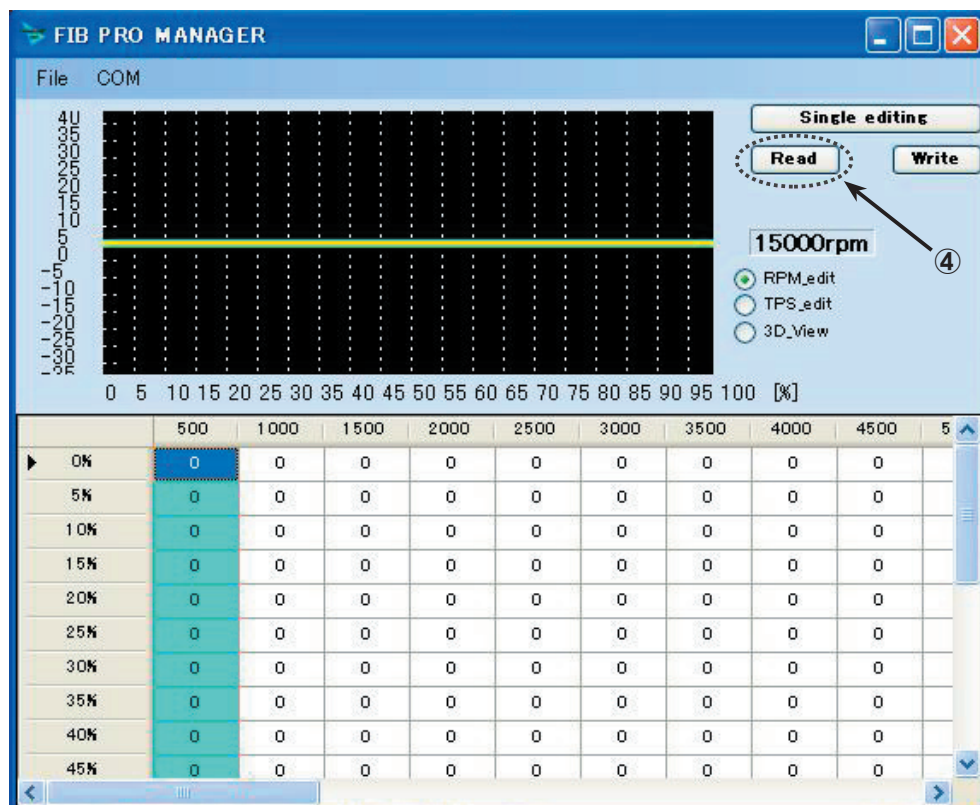 FIB PRO MANAGER
File COM
Single editing
Read Write
40
35
30
25
20
15
10
5
0
-5
-10
-15
-20
-25
-30
-35
15000rpm
④
RPM_edit
TPS_edit
3D_View
0 5 10 15 20 25 30 35 40 45 50 55 60 65 70 75 80 85 90 95 100 [%]
500 1000 1500 2000 2500 3000 3500 4000 4500 5
0% 0 0 0 0 0 0 0 0 0
5% 0 0 0 0 0 0 0 0 0
10% 0 0 0 0 0 0 0 0 0
15% 0 0 0 0 0 0 0 0 0
20% 0 0 0 0 0 0 0 0 0
25% 0 0 0 0 0 0 0 0 0
30% 0 0 0 0 0 0 0 0 0
35% 0 0 0 0 0 0 0 0 0
40% 0 0 0 0 0 0 0 0 0
45% 0 0 0 0 0 0 0 0 0